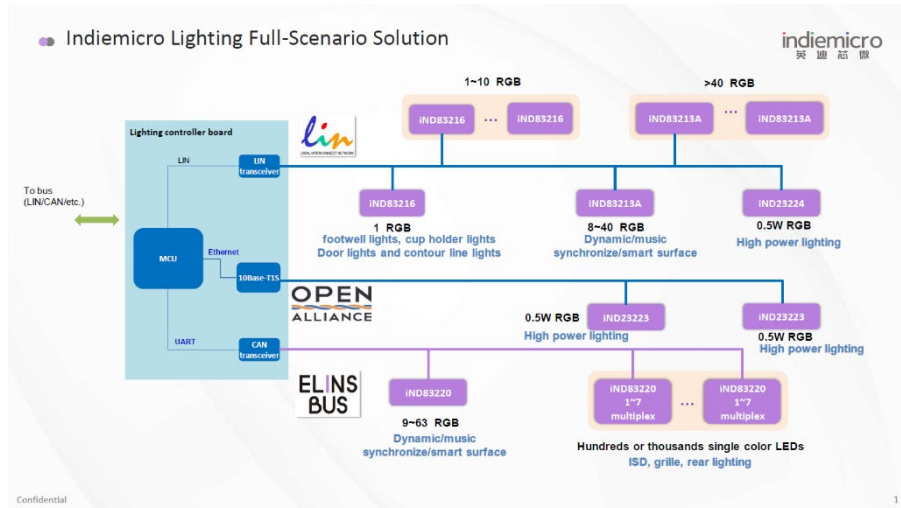 Indiemicro Lighting Full-Scenario Solution
indiemicro
英迪芯微
1~10 RGB
>40 RGB
iND83216 ... iND83216
iND83213A ... iND83213A
Lighting controller board
lin
LOCAL INTERCONNECT NETWORK
LIN
LIN
transceiver
To bus
(LIN/CAN/etc.)
iND83216
iND83213A
iND23224
1 RGB
footwell lights, cup holder lights
Door lights and contour line lights
8~40 RGB
Dynamic/music
synchronize/smart surface
0.5W RGB
High power lighting
MCU
Ethernet
10Base-T1S
OPEN
ALLIANCE
0.5W RGB
iND23223
High power lighting
iND23223
0.5W RGB
High power lighting
UART
CAN
transceiver
ELINS
BUS
iND83220
9~63 RGB
Dynamic/music
synchronize/smart surface
iND83220
1~7
multiplex
...
iND83220
1~7
multiplex
Hundreds or thousands single color LEDs
ISD, grille, rear lighting
Confidential
1